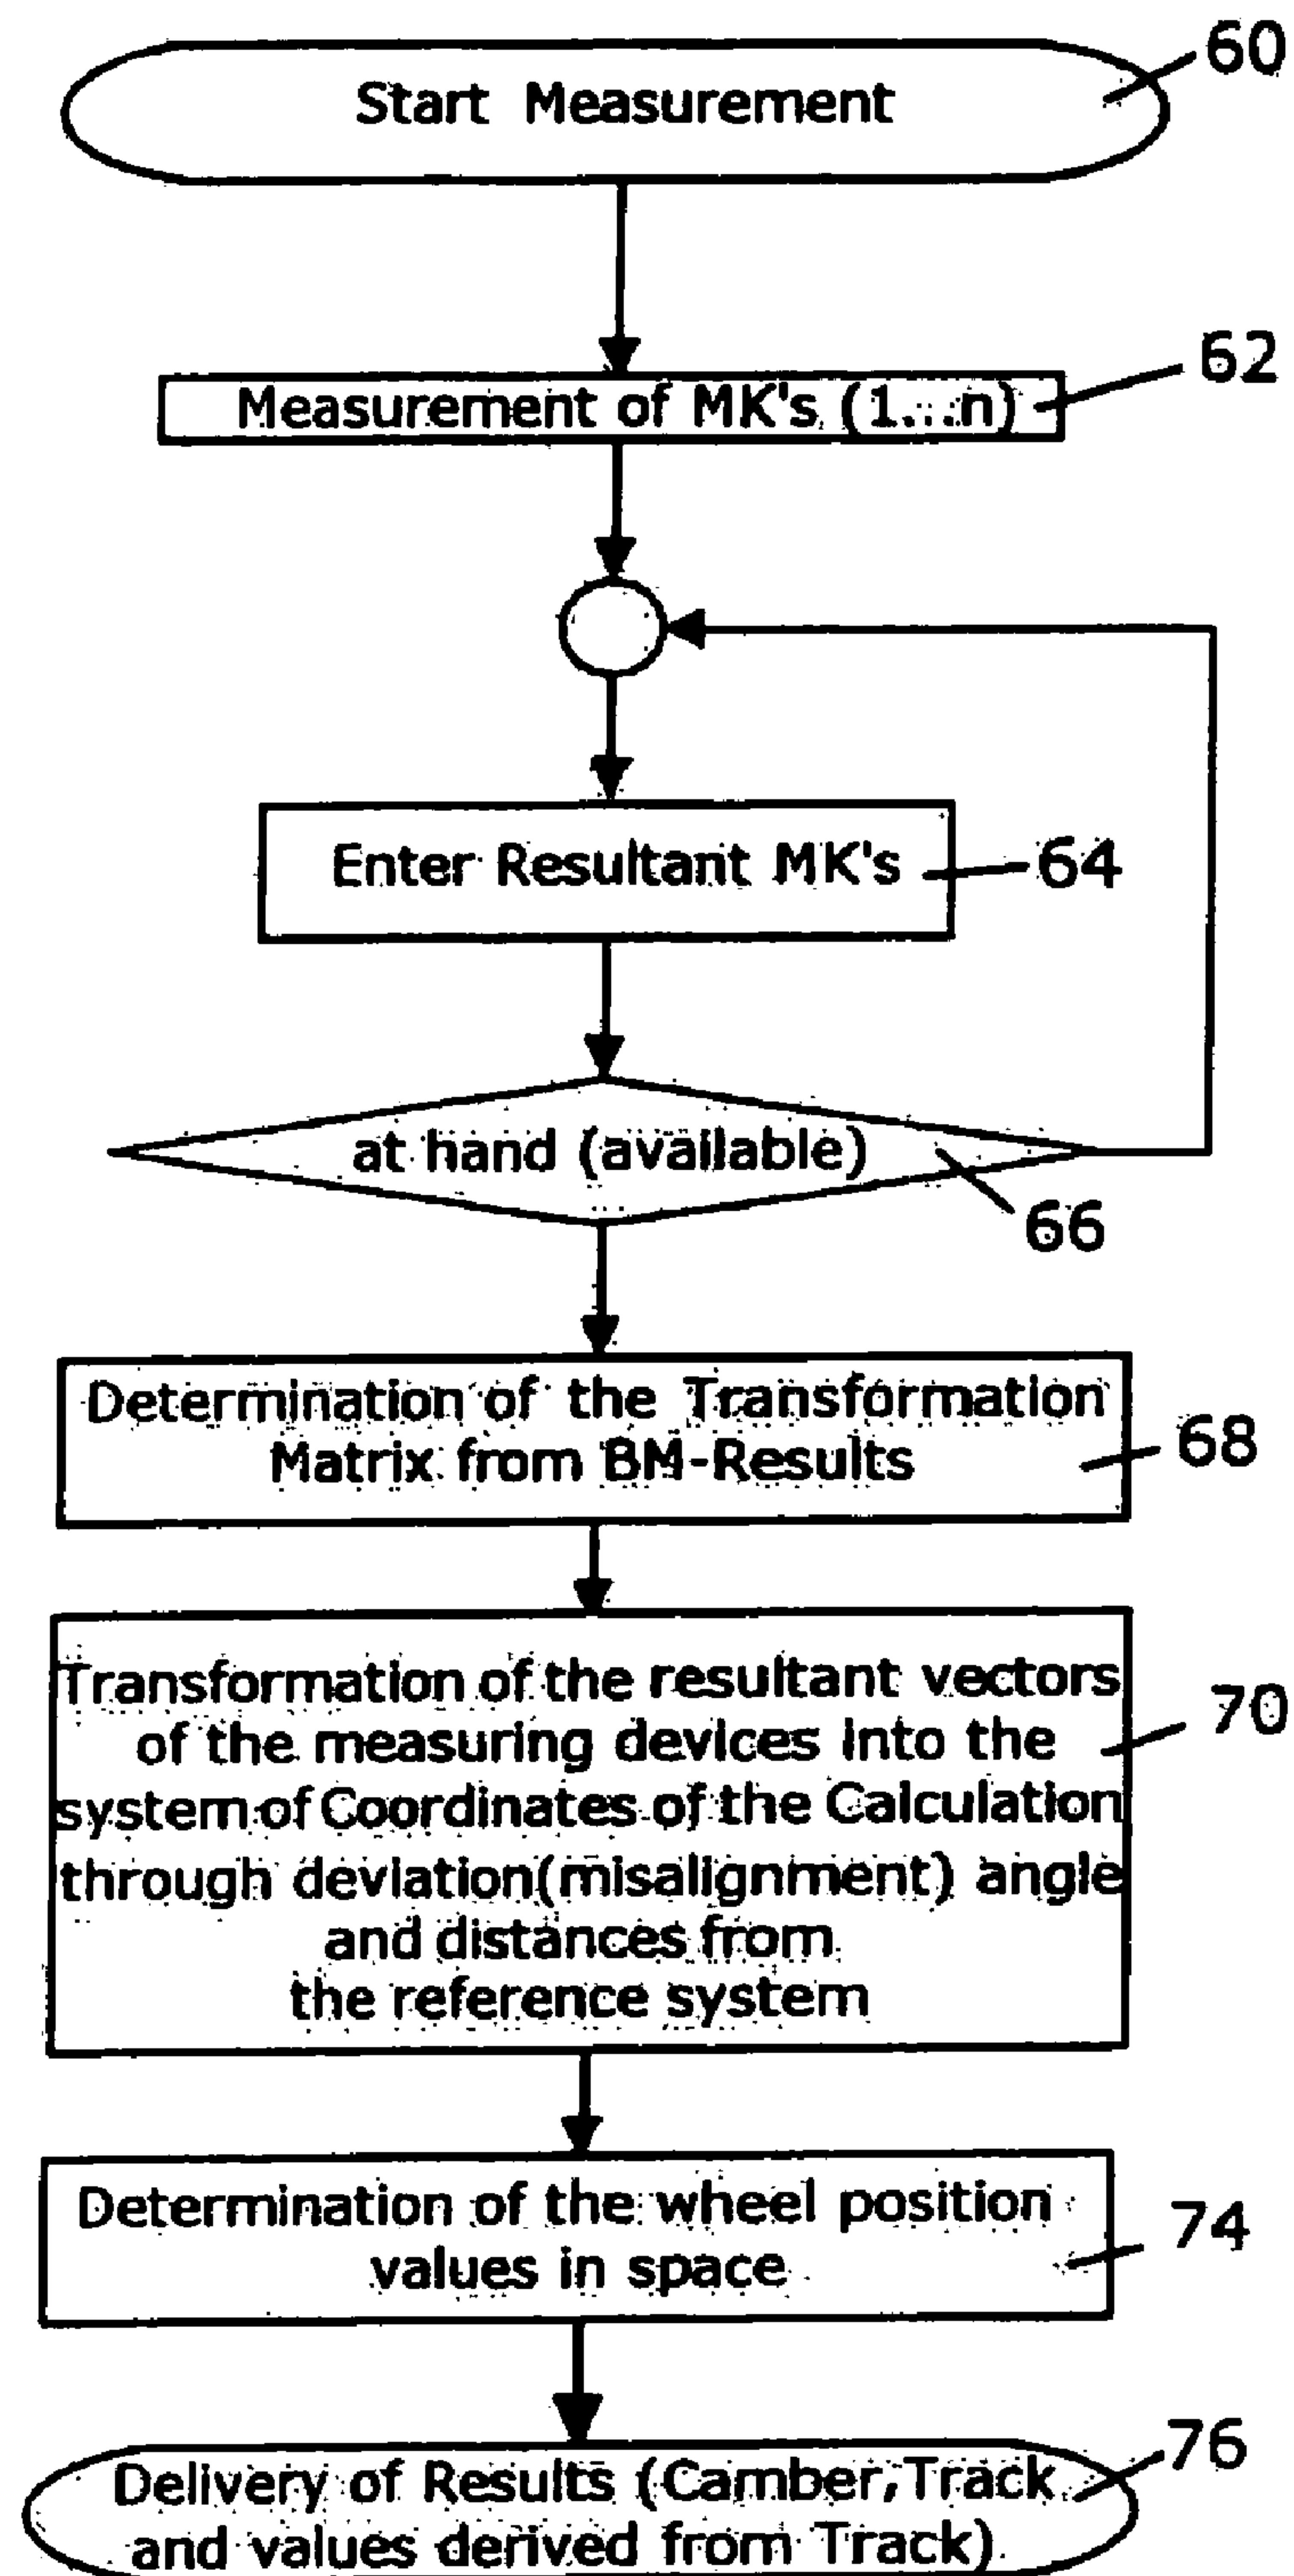 60
Start Measurement
62
Measurement of MK's (1...n)
Enter Resultant MK's
64
at hand (available)
66
Determination of the Transformation
Matrix from BM-Results
68
Transformation of the resultant vectors
of the measuring devices into the
system of Coordinates of the Calculation
through deviation(misalignment) angle
and distances from
the reference system
70
Determination of the wheel position
values in space
74
Delivery of Results (Camber,Track
and values derived from Track)
76